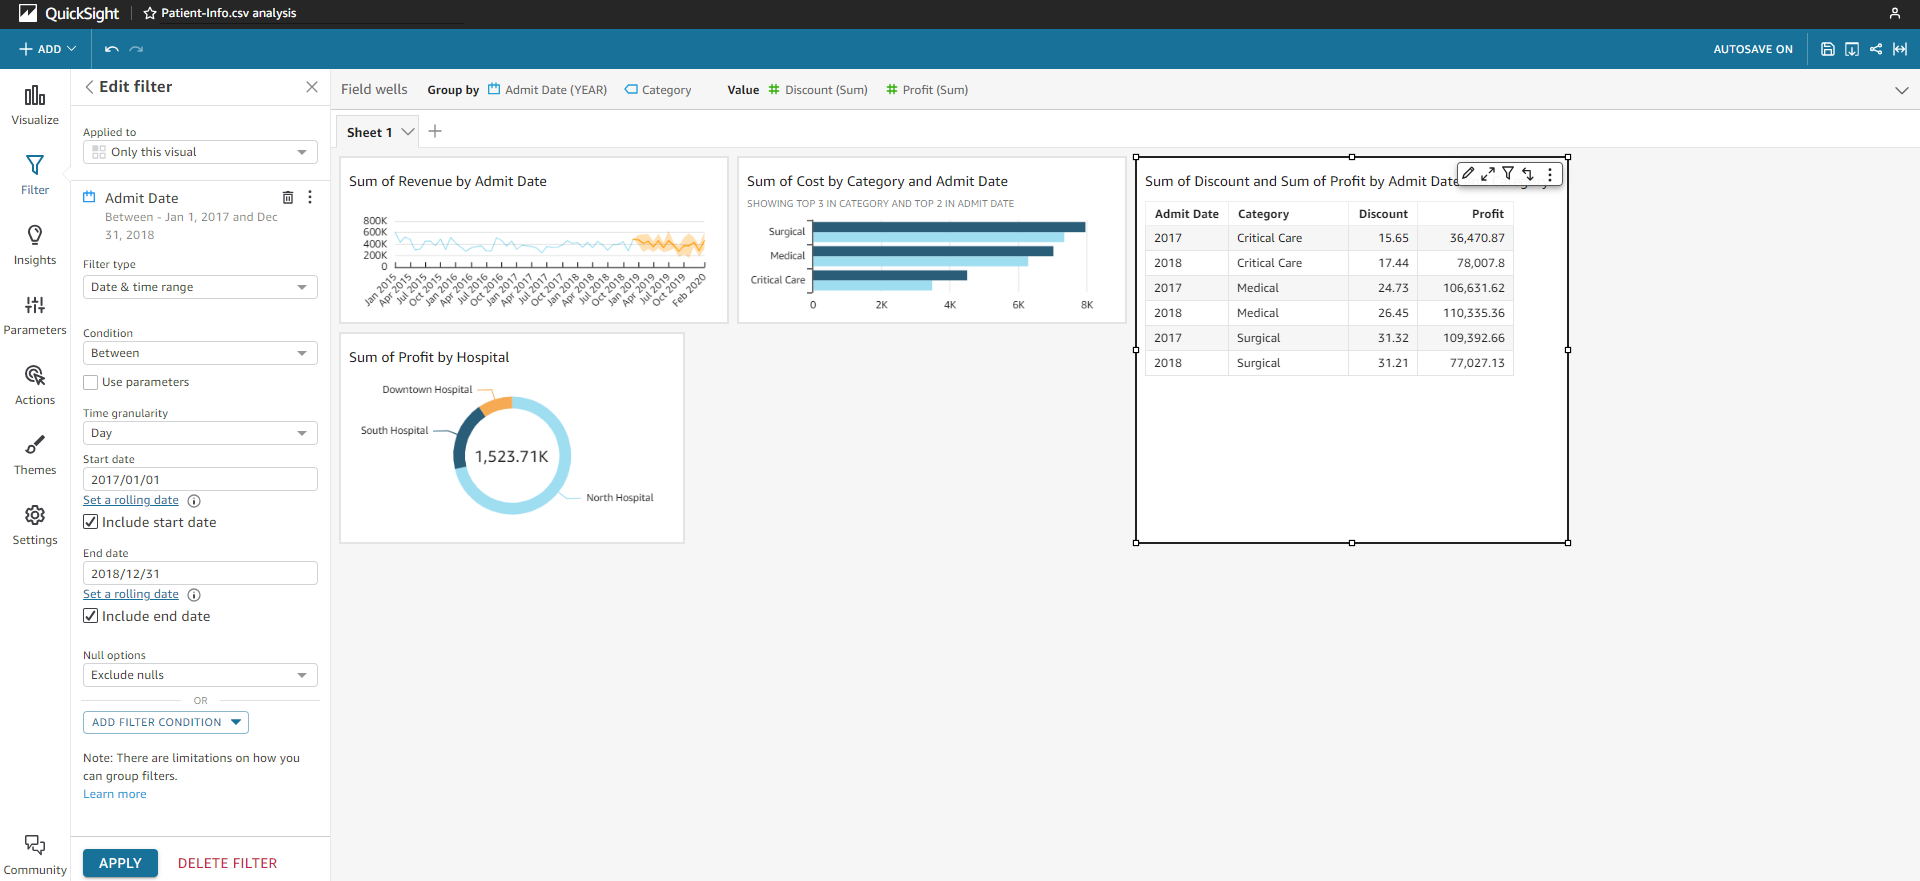 QuickSight
Patient-Info.csv analysis
ADD
AUTOSAVE ON
Visualize
Filter
Insights
Parameters
Actions
Themes
Settings
Community
Edit filter
Applied to
Only this visual
Admit Date
Between - Jan 1, 2017 and Dec
31, 2018
Filter type
Date & time range
Condition
Between
Use parameters
Time granularity
Day
Start date
2017/01/01
Set a rolling date
Include start date
End date
2018/12/31
Set a rolling date
Include end date
Null options
Exclude nulls
OR
ADD FILTER CONDITION
Note: There are limitations on how you
can group filters.
Learn more
APPLY DELETE FILTER
Field wells Group by Admit Date (YEAR) Category Value Discount (Sum) Profit (Sum)
Sheet 1
Sum of Revenue by Admit Date
800K
600K
400K
200K
0
Jan 2015 Apr 2015 Jul 2015 Oct 2015 Jan 2016 Apr 2016 Jul 2016 Oct 2016 Jan 2017 Apr 2017 Jul 2017 Oct 2017 Jan 2018 Apr 2018 Jul 2018 Oct 2018 Jan 2019 Apr 2019 Jul 2019 Oct 2019 Feb 2020
Sum of Cost by Category and Admit Date
SHOWING TOP 3 IN CATEGORY AND TOP 2 IN ADMIT DATE
Surgical
Medical
Critical Care
0 2K 4K 6K 8K
Sum of Profit by Hospital
Downtown Hospital
South Hospital
1,523.71K
North Hospital
Sum of Discount and Sum of Profit by Admit Date
Admit Date Category Discount Profit
2017 Critical Care 15.65 36,470.87
2018 Critical Care 17.44 78,007.8
2017 Medical 24.73 106,631.62
2018 Medical 26.45 110,335.36
2017 Surgical 31.32 109,392.66
2018 Surgical 31.21 77,027.13